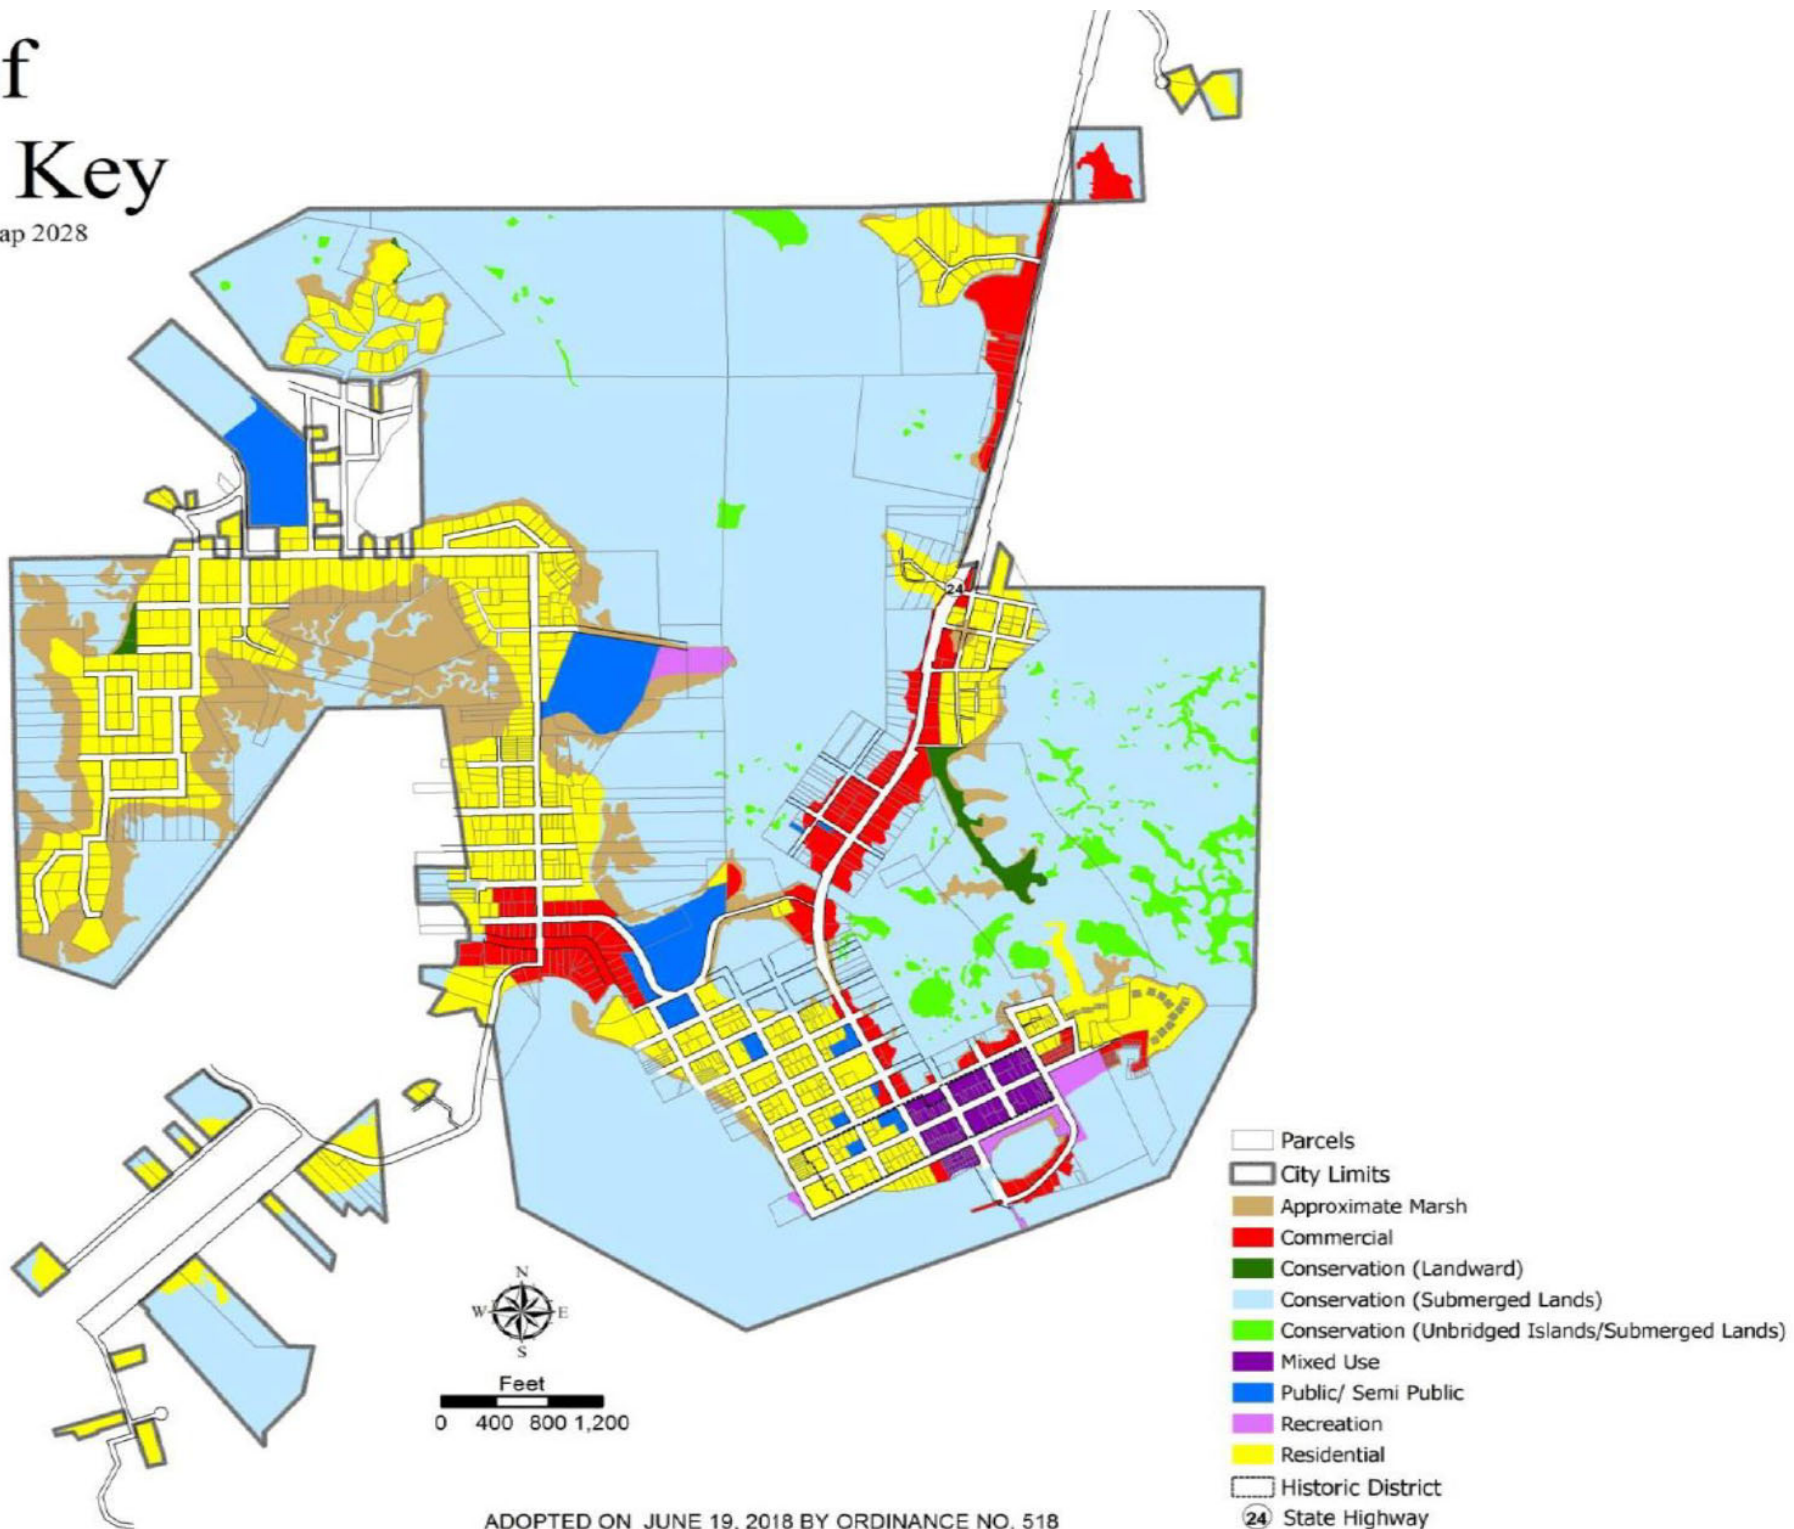 f
Key
ap 2028
24
N
W E
S
Feet
0 400 800 1,200
Parcels
City Limits
Approximate Marsh
Commercial
Conservation (Landward)
Conservation (Submerged Lands)
Conservation (Unbridged Islands/Submerged Lands)
Mixed Use
Public/ Semi Public
Recreation
Residential
Historic District
24 State Highway
ADOPTED ON JUNE 19, 2018 BY ORDINANCE NO. 518